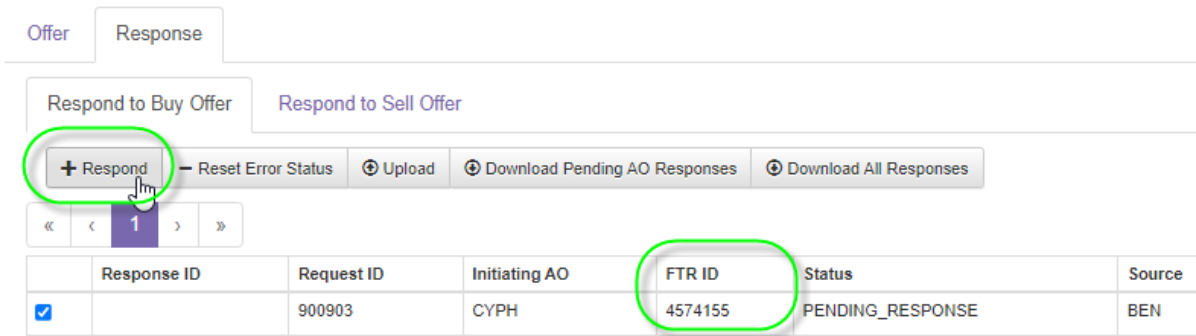 Offer Response
Respond to Buy Offer Respond to Sell Offer
+ Respond − Reset Error Status Upload Download Pending AO Responses Download All Responses
« ‹ 1 › »
Response ID Request ID Initiating AO FTR ID Status Source
900903 CYPH 4574155 PENDING_RESPONSE BEN